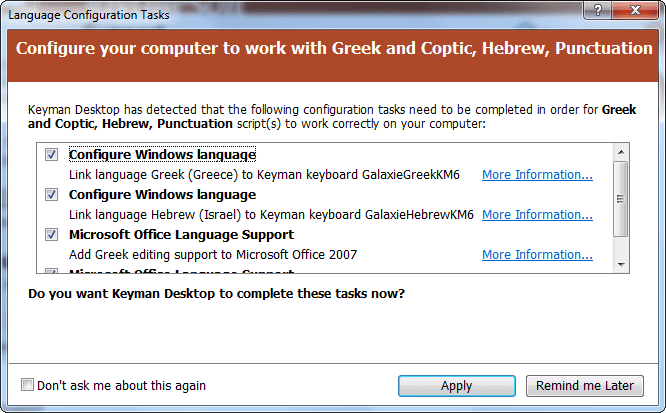 Language Configuration Tasks
Configure your computer to work with Greek and Coptic, Hebrew, Punctuation
Keyman Desktop has detected that the following configuration tasks need to be completed in order for Greek
and Coptic, Hebrew, Punctuation script(s) to work correctly on your computer:
Configure Windows language
Link language Greek (Greece) to Keyman keyboard GalaxieGreekKM6 More Information...
Configure Windows language
Link language Hebrew (Israel) to Keyman keyboard GalaxieHebrewKM6 More Information...
Microsoft Office Language Support
Add Greek editing support to Microsoft Office 2007 More Information...
Microsoft Office Language Support
Do you want Keyman Desktop to complete these tasks now?
Don't ask me about this again Apply Remind me Later